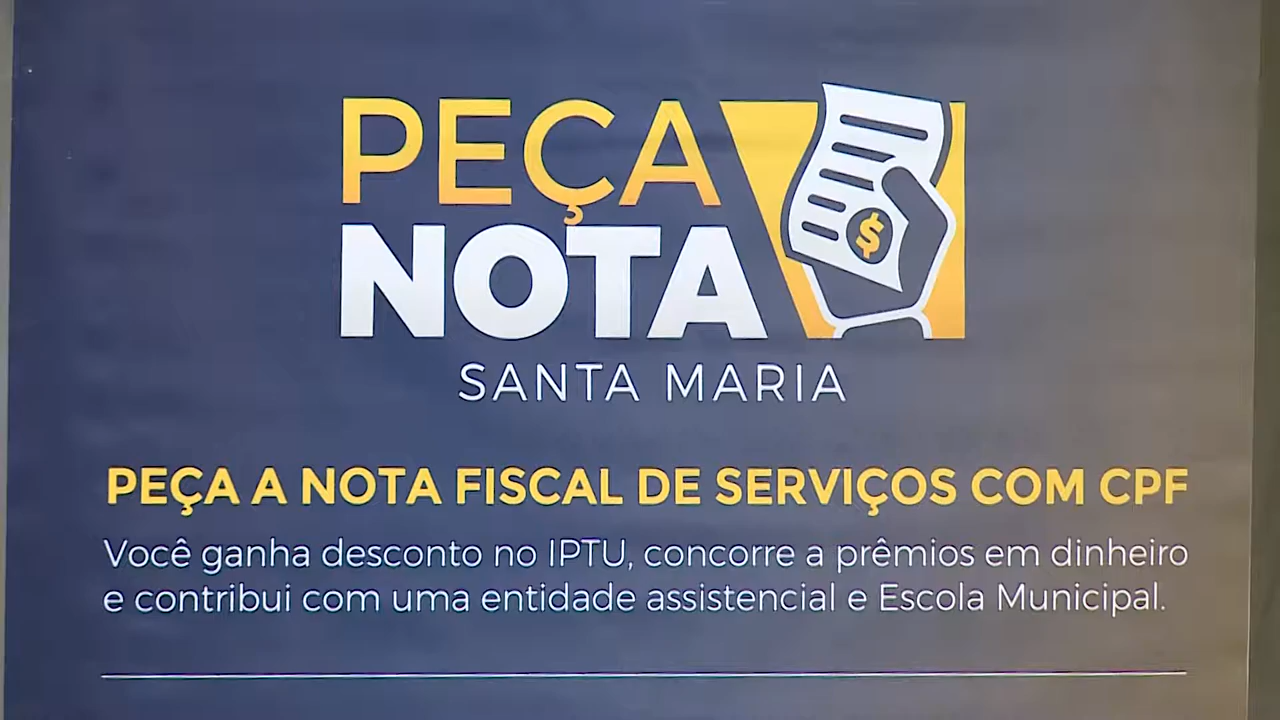 PEÇA
NOTA
$
SANTA MARIA
PEÇA A NOTA FISCAL DE SERVIÇOS COM CPF
Você ganha desconto no IPTU, concorre a prêmios em dinheiro
e contribui com uma entidade assistencial e Escola Municipal.